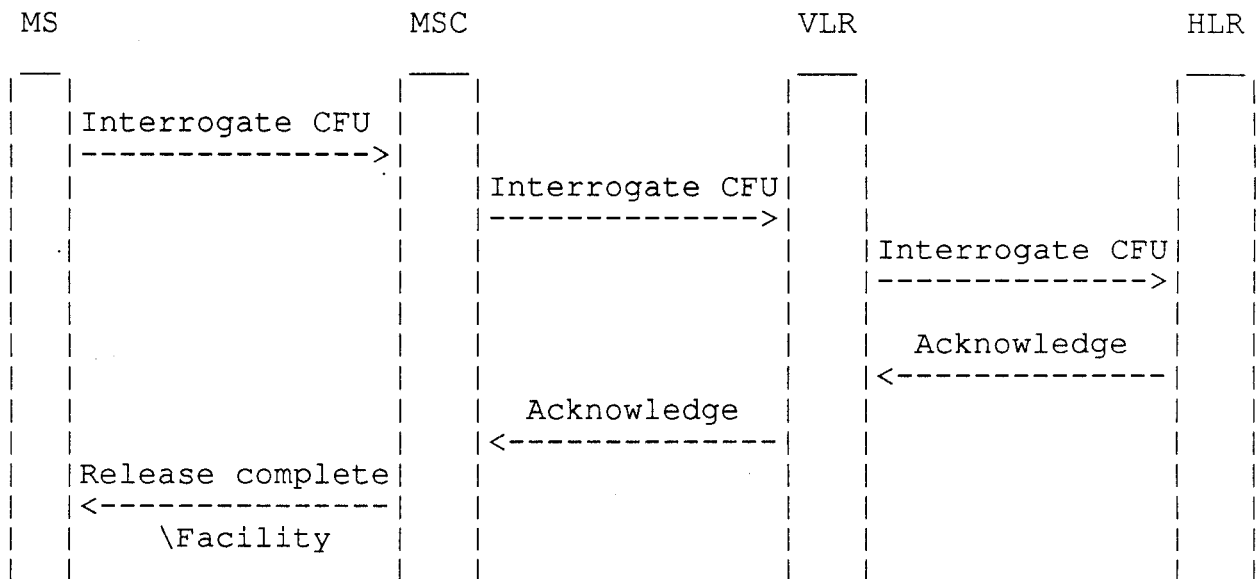 MS MSC VLR HLR
Interrogate CFU
Interrogate CFU
Interrogate CFU
Acknowledge
Acknowledge
Release complete
\Facility